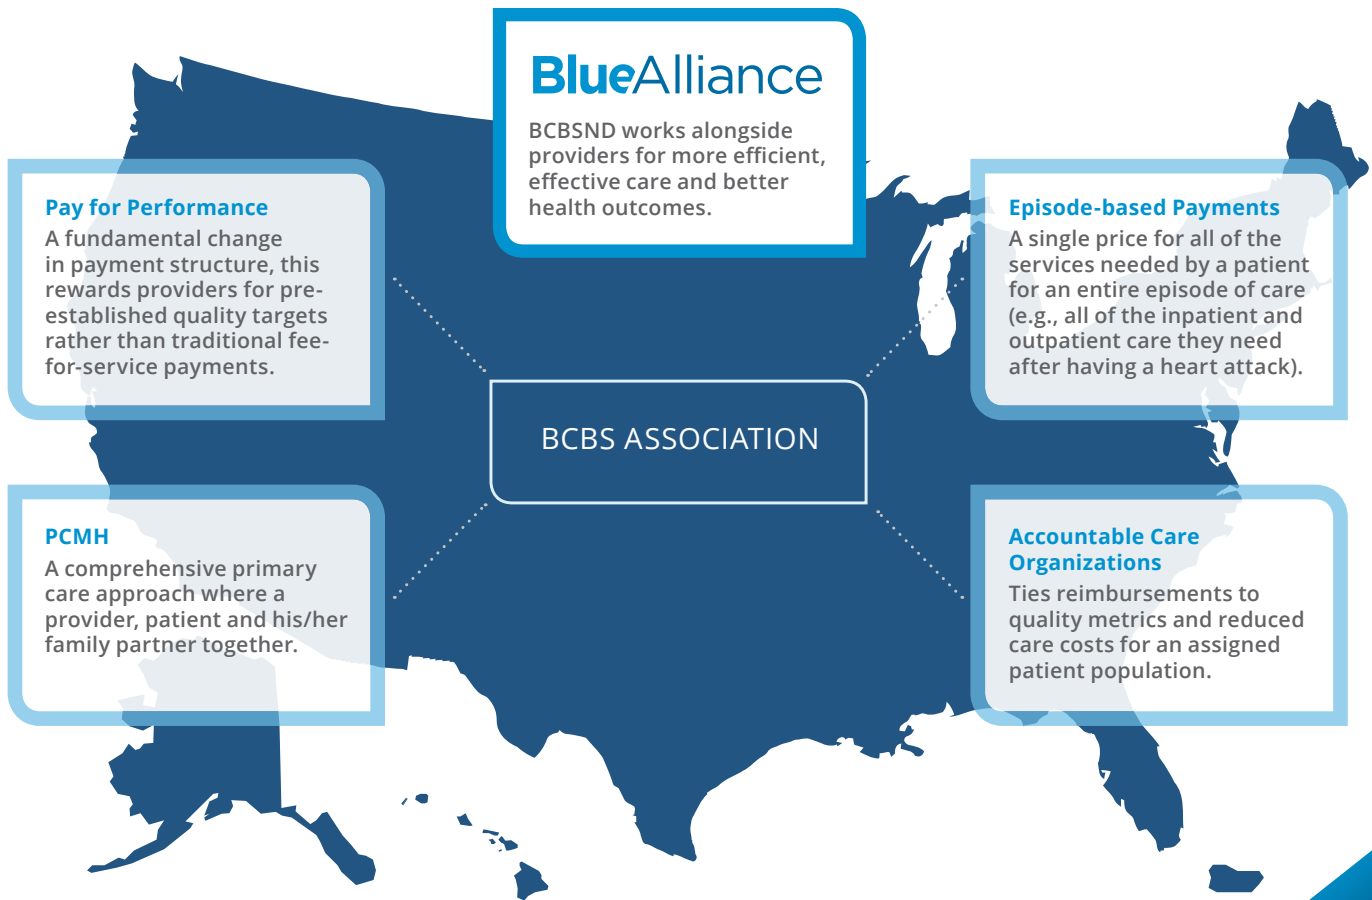 BlueAlliance
BCBSND works alongside
providers for more efficient,
effective care and better
health outcomes.
Pay for Performance
A fundamental change
in payment structure, this
rewards providers for pre-
established quality targets
rather than traditional fee-
for-service payments.
Episode-based Payments
A single price for all of the
services needed by a patient
for an entire episode of care
(e.g., all of the inpatient and
outpatient care they need
after having a heart attack).
BCBS ASSOCIATION
PCMH
A comprehensive primary
care approach where a
provider, patient and his/her
family partner together.
Accountable Care
Organizations
Ties reimbursements to
quality metrics and reduced
care costs for an assigned
patient population.